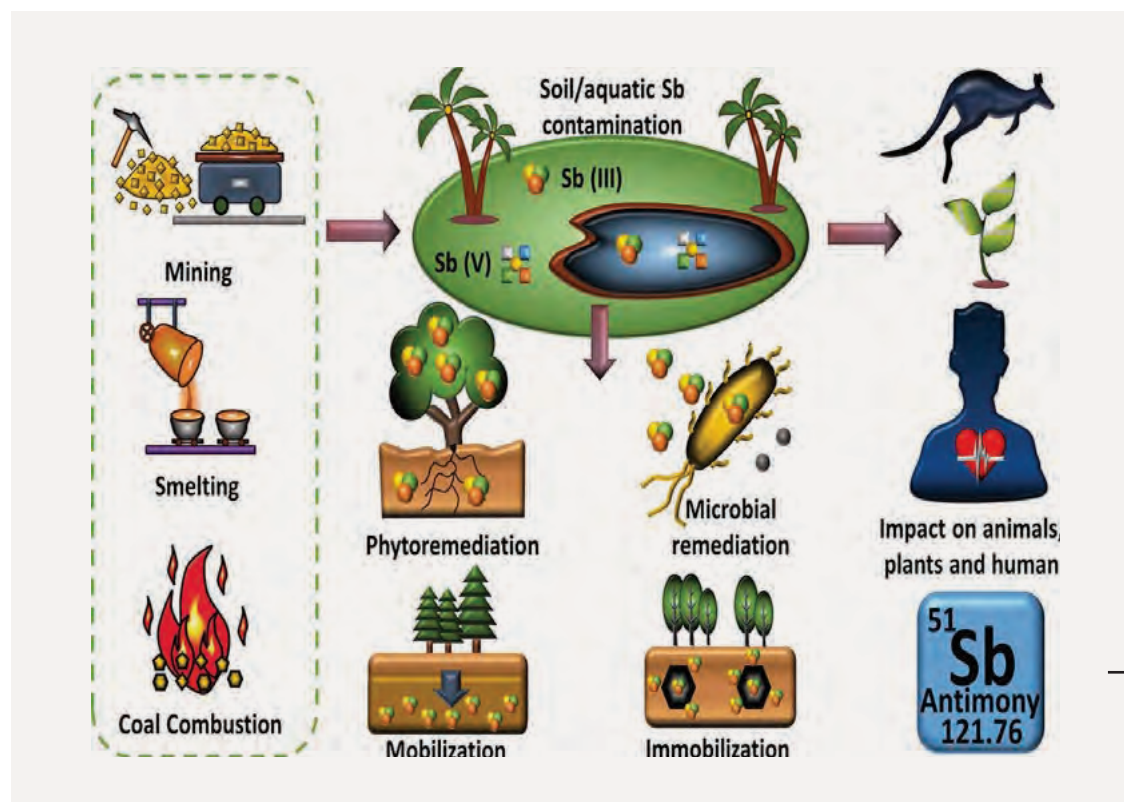 Soil/aquatic Sb
contamination
Sb (III)
Sb (V)
Mining
Smelting
Coal Combustion
Phytoremediation
Microbial
remediation
Mobilization
Immobilization
Impact on animals,
plants and human
51
Sb
Antimony
121.76